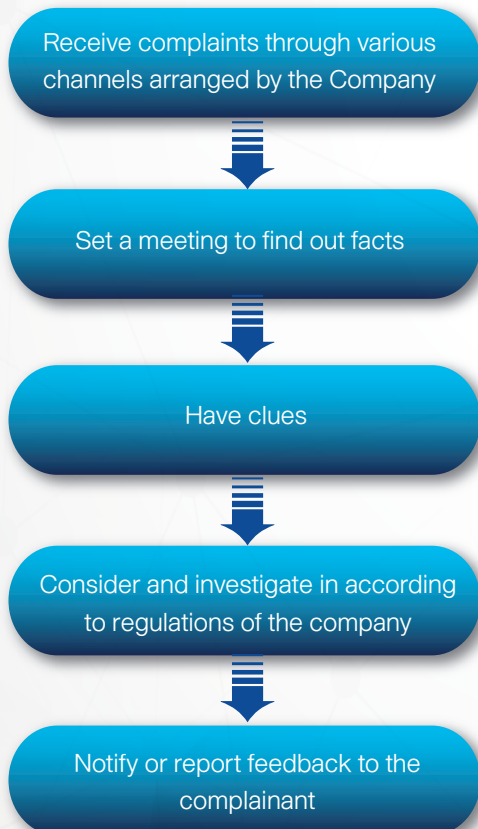 Receive complaints through various
channels arranged by the Company
Set a meeting to find out facts
Have clues
Consider and investigate in according
to regulations of the company
Notify or report feedback to the
complainant